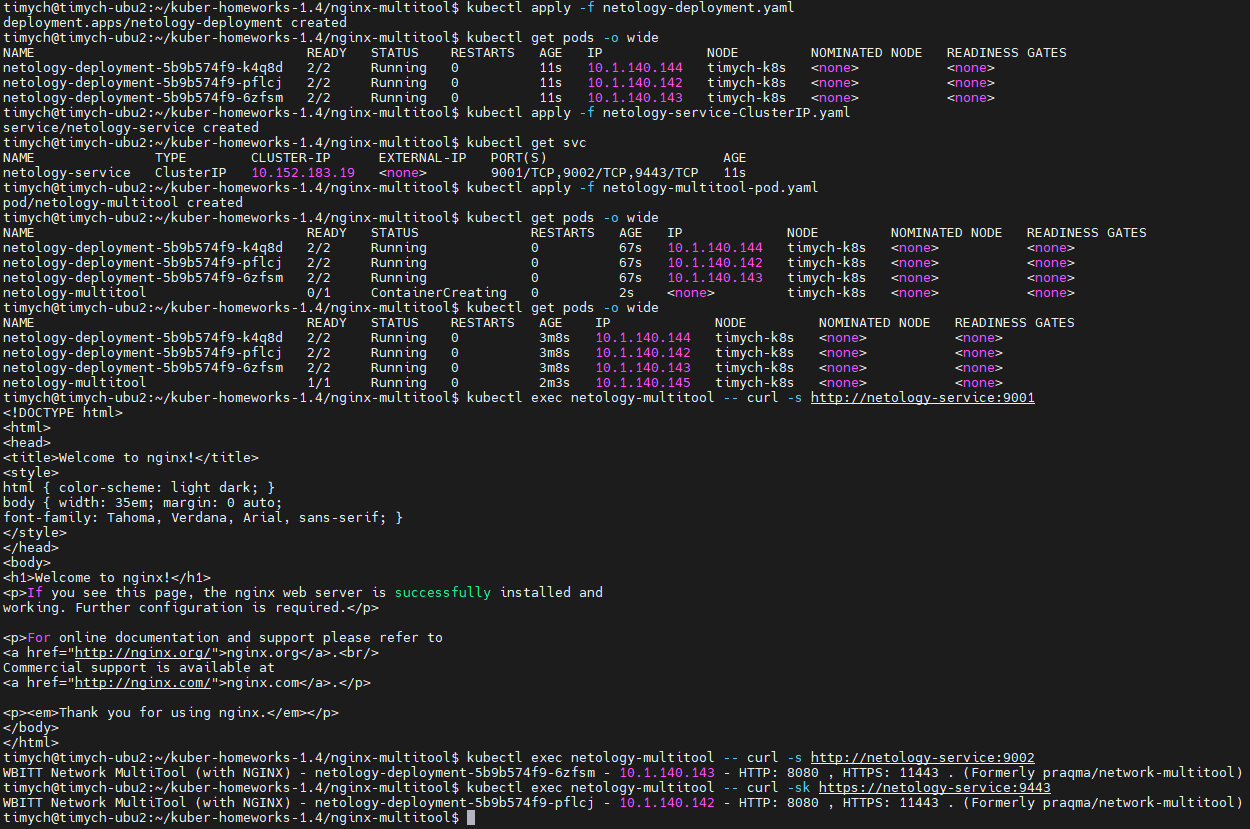 timych@timych-ubu2:~/kuber-homeworks-1.4/nginx-multitool$ kubectl apply -f netology-deployment.yaml
deployment.apps/netology-deployment created
timych@timych-ubu2:~/kuber-homeworks-1.4/nginx-multitool$ kubectl get pods -o wide
NAME READY STATUS RESTARTS AGE IP NODE NOMINATED NODE READINESS GATES
netology-deployment-5b9b574f9-k4q8d 2/2 Running 0 11s 10.1.140.144 timych-k8s <none> <none>
netology-deployment-5b9b574f9-pflcj 2/2 Running 0 11s 10.1.140.142 timych-k8s <none> <none>
netology-deployment-5b9b574f9-6zfsm 2/2 Running 0 11s 10.1.140.143 timych-k8s <none> <none>
timych@timych-ubu2:~/kuber-homeworks-1.4/nginx-multitool$ kubectl apply -f netology-service-ClusterIP.yaml
service/netology-service created
timych@timych-ubu2:~/kuber-homeworks-1.4/nginx-multitool$ kubectl get svc
NAME TYPE CLUSTER-IP EXTERNAL-IP PORT(S) AGE
netology-service ClusterIP 10.152.183.19 <none> 9001/TCP,9002/TCP,9443/TCP 11s
timych@timych-ubu2:~/kuber-homeworks-1.4/nginx-multitool$ kubectl apply -f netology-multitool-pod.yaml
pod/netology-multitool created
timych@timych-ubu2:~/kuber-homeworks-1.4/nginx-multitool$ kubectl get pods -o wide
NAME READY STATUS RESTARTS AGE IP NODE NOMINATED NODE READINESS GATES
netology-deployment-5b9b574f9-k4q8d 2/2 Running 0 67s 10.1.140.144 timych-k8s <none> <none>
netology-deployment-5b9b574f9-pflcj 2/2 Running 0 67s 10.1.140.142 timych-k8s <none> <none>
netology-deployment-5b9b574f9-6zfsm 2/2 Running 0 67s 10.1.140.143 timych-k8s <none> <none>
netology-multitool 0/1 ContainerCreating 0 2s <none> timych-k8s <none> <none>
timych@timych-ubu2:~/kuber-homeworks-1.4/nginx-multitool$ kubectl get pods -o wide
NAME READY STATUS RESTARTS AGE IP NODE NOMINATED NODE READINESS GATES
netology-deployment-5b9b574f9-k4q8d 2/2 Running 0 3m8s 10.1.140.144 timych-k8s <none> <none>
netology-deployment-5b9b574f9-pflcj 2/2 Running 0 3m8s 10.1.140.142 timych-k8s <none> <none>
netology-deployment-5b9b574f9-6zfsm 2/2 Running 0 3m8s 10.1.140.143 timych-k8s <none> <none>
netology-multitool 1/1 Running 0 2m3s 10.1.140.145 timych-k8s <none> <none>
timych@timych-ubu2:~/kuber-homeworks-1.4/nginx-multitool$ kubectl exec netology-multitool -- curl -s http://netology-service:9001
<!DOCTYPE html>
<html>
<head>
<title>Welcome to nginx!</title>
<style>
html { color-scheme: light dark; }
body { width: 35em; margin: 0 auto;
font-family: Tahoma, Verdana, Arial, sans-serif; }
</style>
</head>
<body>
<h1>Welcome to nginx!</h1>
<p>If you see this page, the nginx web server is successfully installed and
working. Further configuration is required.</p>
<p>For online documentation and support please refer to
<a href="http://nginx.org/">nginx.org</a>.<br/>
Commercial support is available at
<a href="http://nginx.com/">nginx.com</a>.</p>
<p><em>Thank you for using nginx.</em></p>
</body>
</html>
timych@timych-ubu2:~/kuber-homeworks-1.4/nginx-multitool$ kubectl exec netology-multitool -- curl -s http://netology-service:9002
WBITT Network MultiTool (with NGINX) - netology-deployment-5b9b574f9-6zfsm - 10.1.140.143 - HTTP: 8080 , HTTPS: 11443 . (Formerly praqma/network-multitool)
timych@timych-ubu2:~/kuber-homeworks-1.4/nginx-multitool$ kubectl exec netology-multitool -- curl -sk https://netology-service:9443
WBITT Network MultiTool (with NGINX) - netology-deployment-5b9b574f9-pflcj - 10.1.140.142 - HTTP: 8080 , HTTPS: 11443 . (Formerly praqma/network-multitool)
timych@timych-ubu2:~/kuber-homeworks-1.4/nginx-multitool$